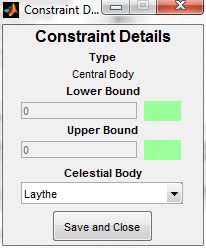 Constraint D...
Constraint Details
Type
Central Body
Lower Bound
0
Upper Bound
0
Celestial Body
Laythe
Save and Close